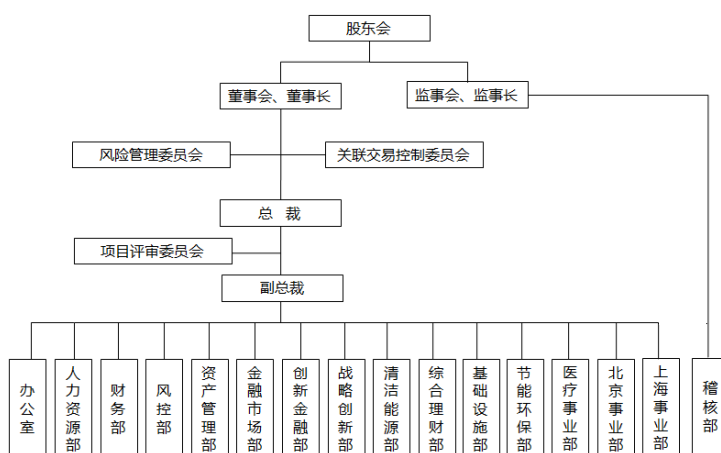 股东会
董事会、董事长
监事会、监事长
风险管理委员会
关联交易控制委员会
总 裁
项目评审委员会
副总裁
办公室
人力资源部
财务部
风控部
资产管理部
金融市场部
创新金融部
战略创新部
清洁能源部
综合理财部
基础设施部
节能环保部
医疗事业部
北京事业部
上海事业部
稽核部